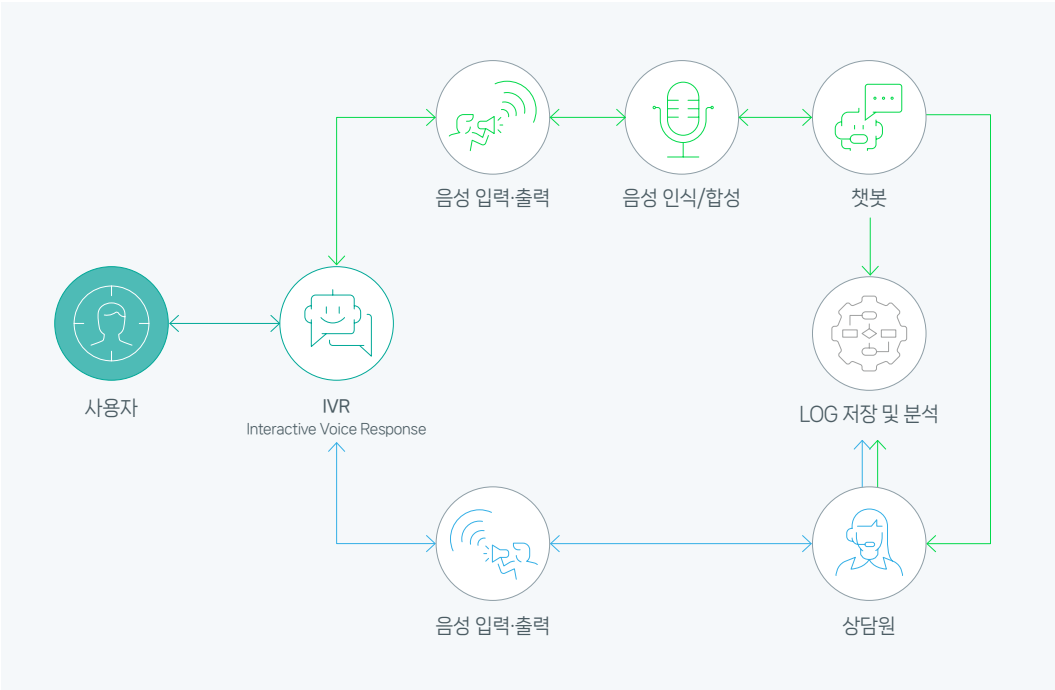 음성 입력·출력
음성 인식/합성
챗봇
사용자
IVR
Interactive Voice Response
LOG 저장 및 분석
음성 입력·출력
상담원